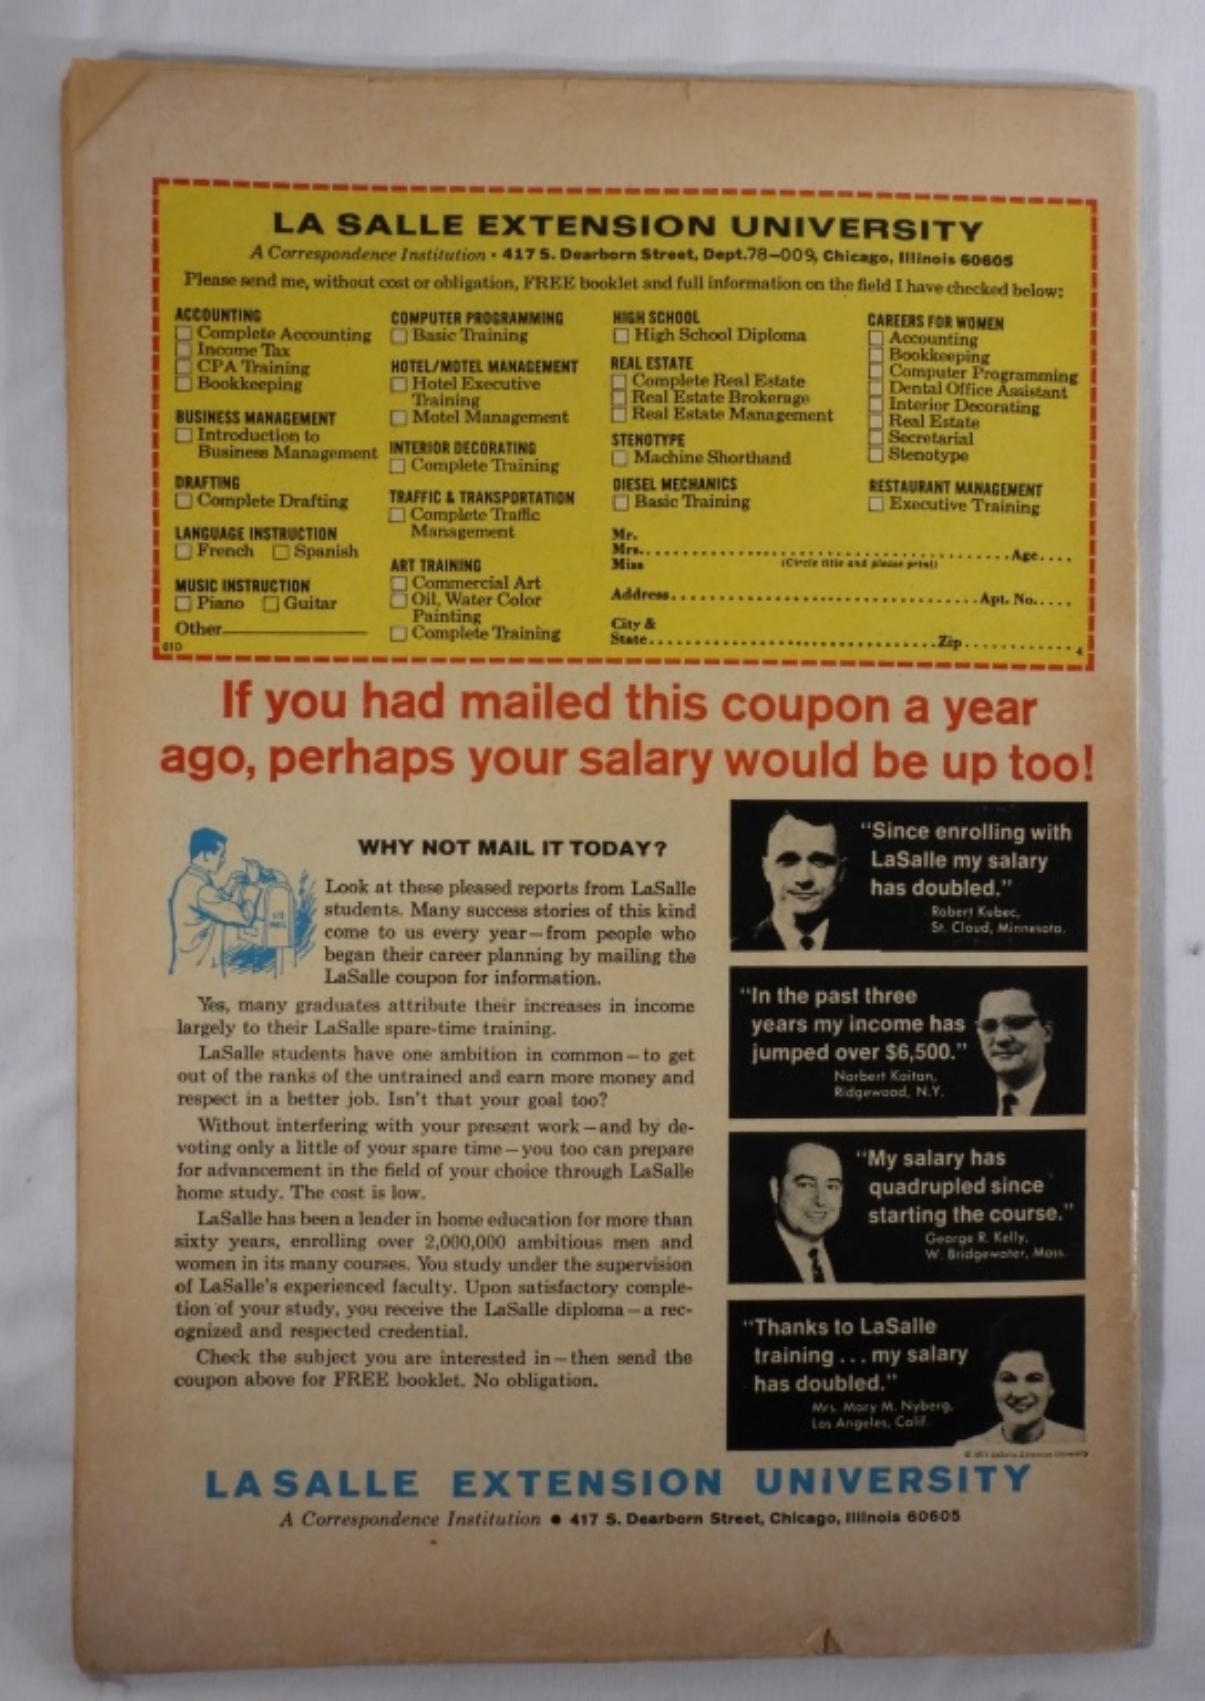 LA SALLE EXTENSION UNIVERSITY
A Correspondence Institution • 417 S. Dearborn Street, Dept. 78-009, Chicago, Illinois 60605
Please send me, without cost or obligation, FREE booklet and full information on the field I have checked below:
ACCOUNTING
Complete Accounting
Income Tax
CPA Training
Bookkeeping
BUSINESS MANAGEMENT
Introduction to
Business Management
DRAFTING
Complete Drafting
LANGUAGE INSTRUCTION
French Spanish
MUSIC INSTRUCTION
Piano Guitar
Other
COMPUTER PROGRAMMING
Basic Training
HOTEL/MOTEL MANAGEMENT
Hotel Executive
Training
Motel Management
INTERIOR DECORATING
Complete Training
TRAFFIC & TRANSPORTATION
Complete Traffic
Management
ART TRAINING
Commercial Art
Oil, Water Color
Painting
Complete Training
HIGH SCHOOL
High School Diploma
REAL ESTATE
Complete Real Estate
Real Estate Brokerage
Real Estate Management
STENOTYPE
Machine Shorthand
DIESEL MECHANICS
Basic Training
CAREERS FOR WOMEN
Accounting
Bookkeeping
Computer Programming
Dental Office Assistant
Interior Decorating
Real Estate
Secretarial
Stenotype
RESTAURANT MANAGEMENT
Executive Training
Mr.
Mrs. Age
Miss (Circle title and please print)
Address Apt. No.
City &
State Zip 4
If you had mailed this coupon a year
ago, perhaps your salary would be up too!
WHY NOT MAIL IT TODAY?
Look at these pleased reports from LaSalle
students. Many success stories of this kind
come to us every year—from people who
began their career planning by mailing the
LaSalle coupon for information.
Yes, many graduates attribute their increases in income
largely to their LaSalle spare-time training.
LaSalle students have one ambition in common—to get
out of the ranks of the untrained and earn more money and
respect in a better job. Isn't that your goal too?
Without interfering with your present work—and by de-
voting only a little of your spare time—you too can prepare
for advancement in the field of your choice through LaSalle
home study. The cost is low.
LaSalle has been a leader in home education for more than
sixty years, enrolling over 2,000,000 ambitious men and
women in its many courses. You study under the supervision
of LaSalle's experienced faculty. Upon satisfactory comple-
tion of your study, you receive the LaSalle diploma—a rec-
ognized and respected credential.
Check the subject you are interested in—then send the
coupon above for FREE booklet. No obligation.
U.S.
MAIL
"Since enrolling with
LaSalle my salary
has doubled."
Robert Kubec,
St. Cloud, Minnesota.
"In the past three
years my income has
jumped over $6,500."
Norbert Kaitan,
Ridgewood, N.Y.
"My salary has
quadrupled since
starting the course."
George R. Kelly,
W. Bridgewater, Mass.
"Thanks to LaSalle
training...my salary
has doubled."
Mrs. Mary M. Nyberg,
Los Angeles, Calif.
LASALLE EXTENSION UNIVERSITY
A Correspondence Institution • 417 S. Dearborn Street, Chicago, Illinois 60605